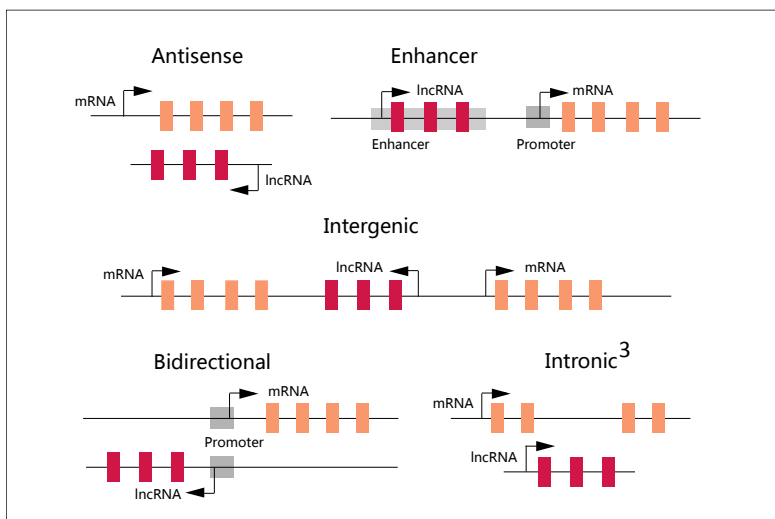 Antisense
mRNA
lncRNA
Enhancer
lncRNA
mRNA
Enhancer
Promoter
Intergenic
mRNA
lncRNA
mRNA
Bidirectional
mRNA
Promoter
lncRNA
Intronic³
mRNA
lncRNA